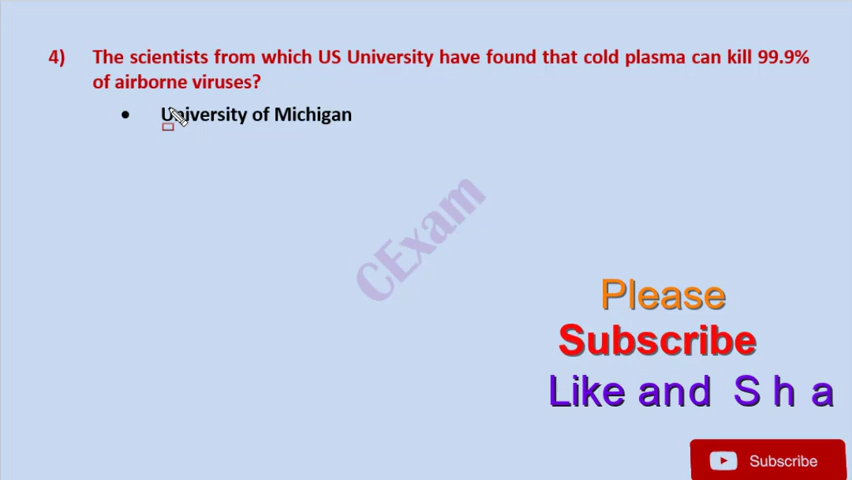 4) The scientists from which US University have found that cold plasma can kill 99.9%
of airborne viruses?
• University of Michigan
CExam
Please
Subscribe
Like and S h a
Subscribe